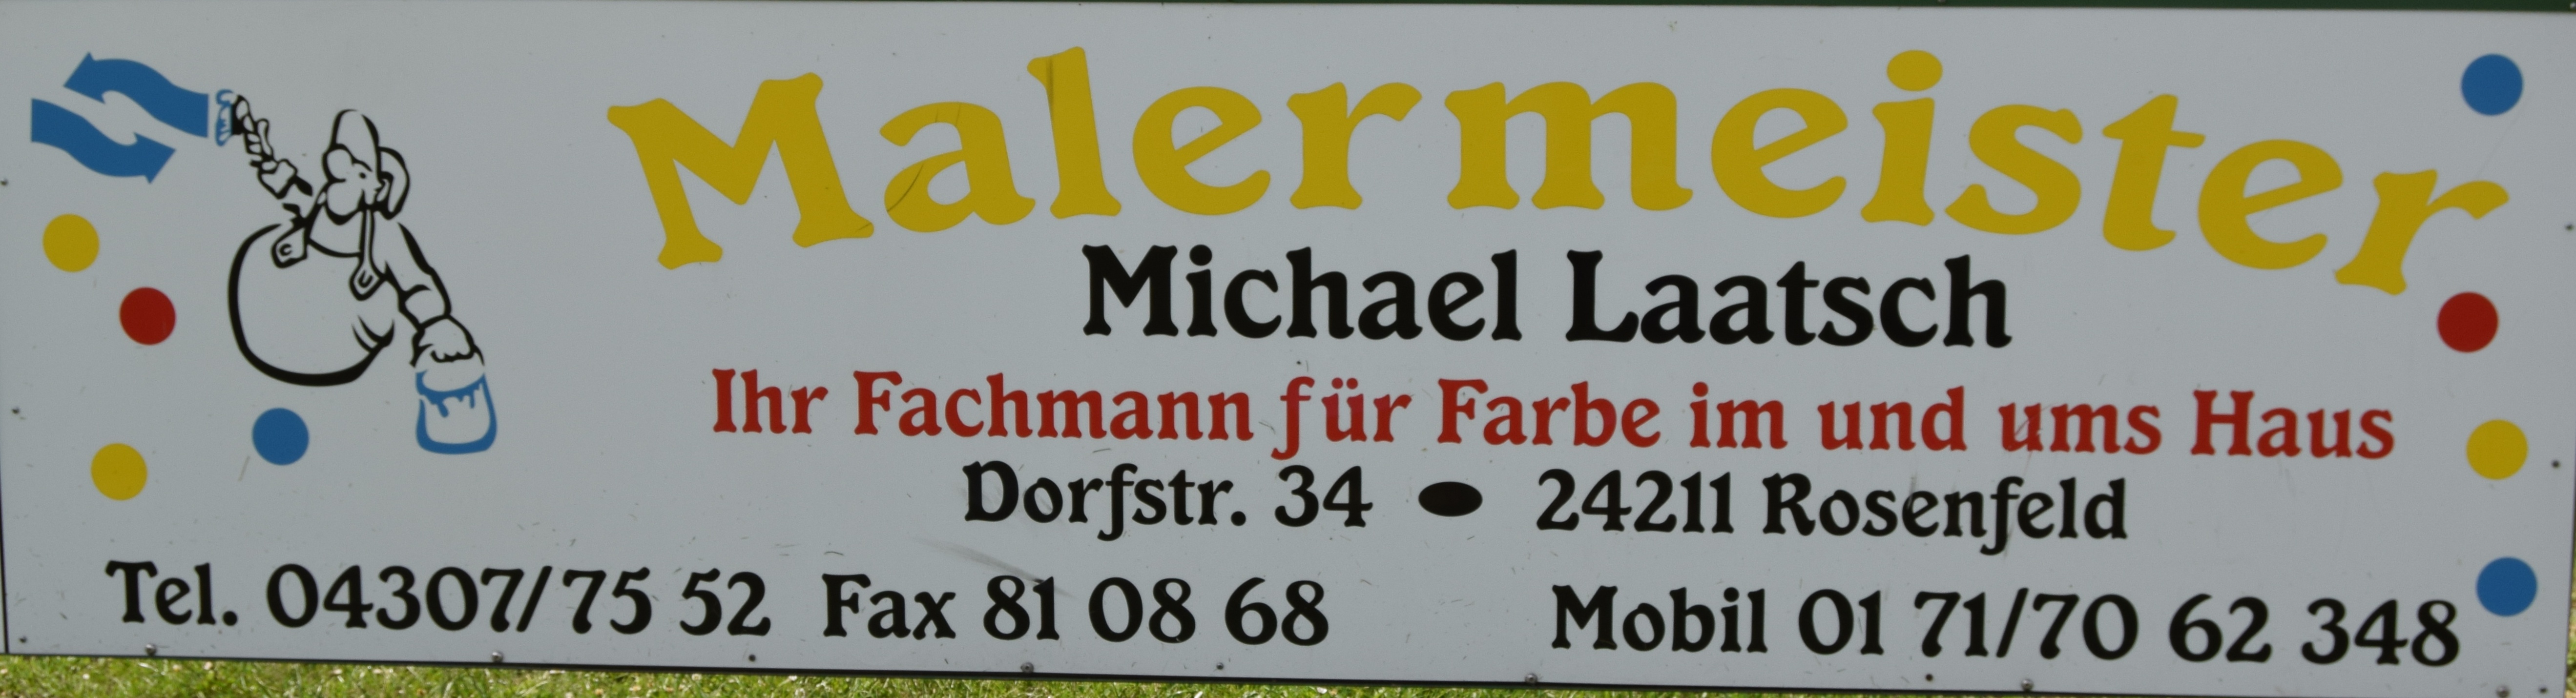 Malermeister
Michael Laatsch
Ihr Fachmann für Farbe im und ums Haus
Dorfstr. 34 • 24211 Rosenfeld
Tel. 04307/75 52 Fax 81 08 68 Mobil 01 71/70 62 348